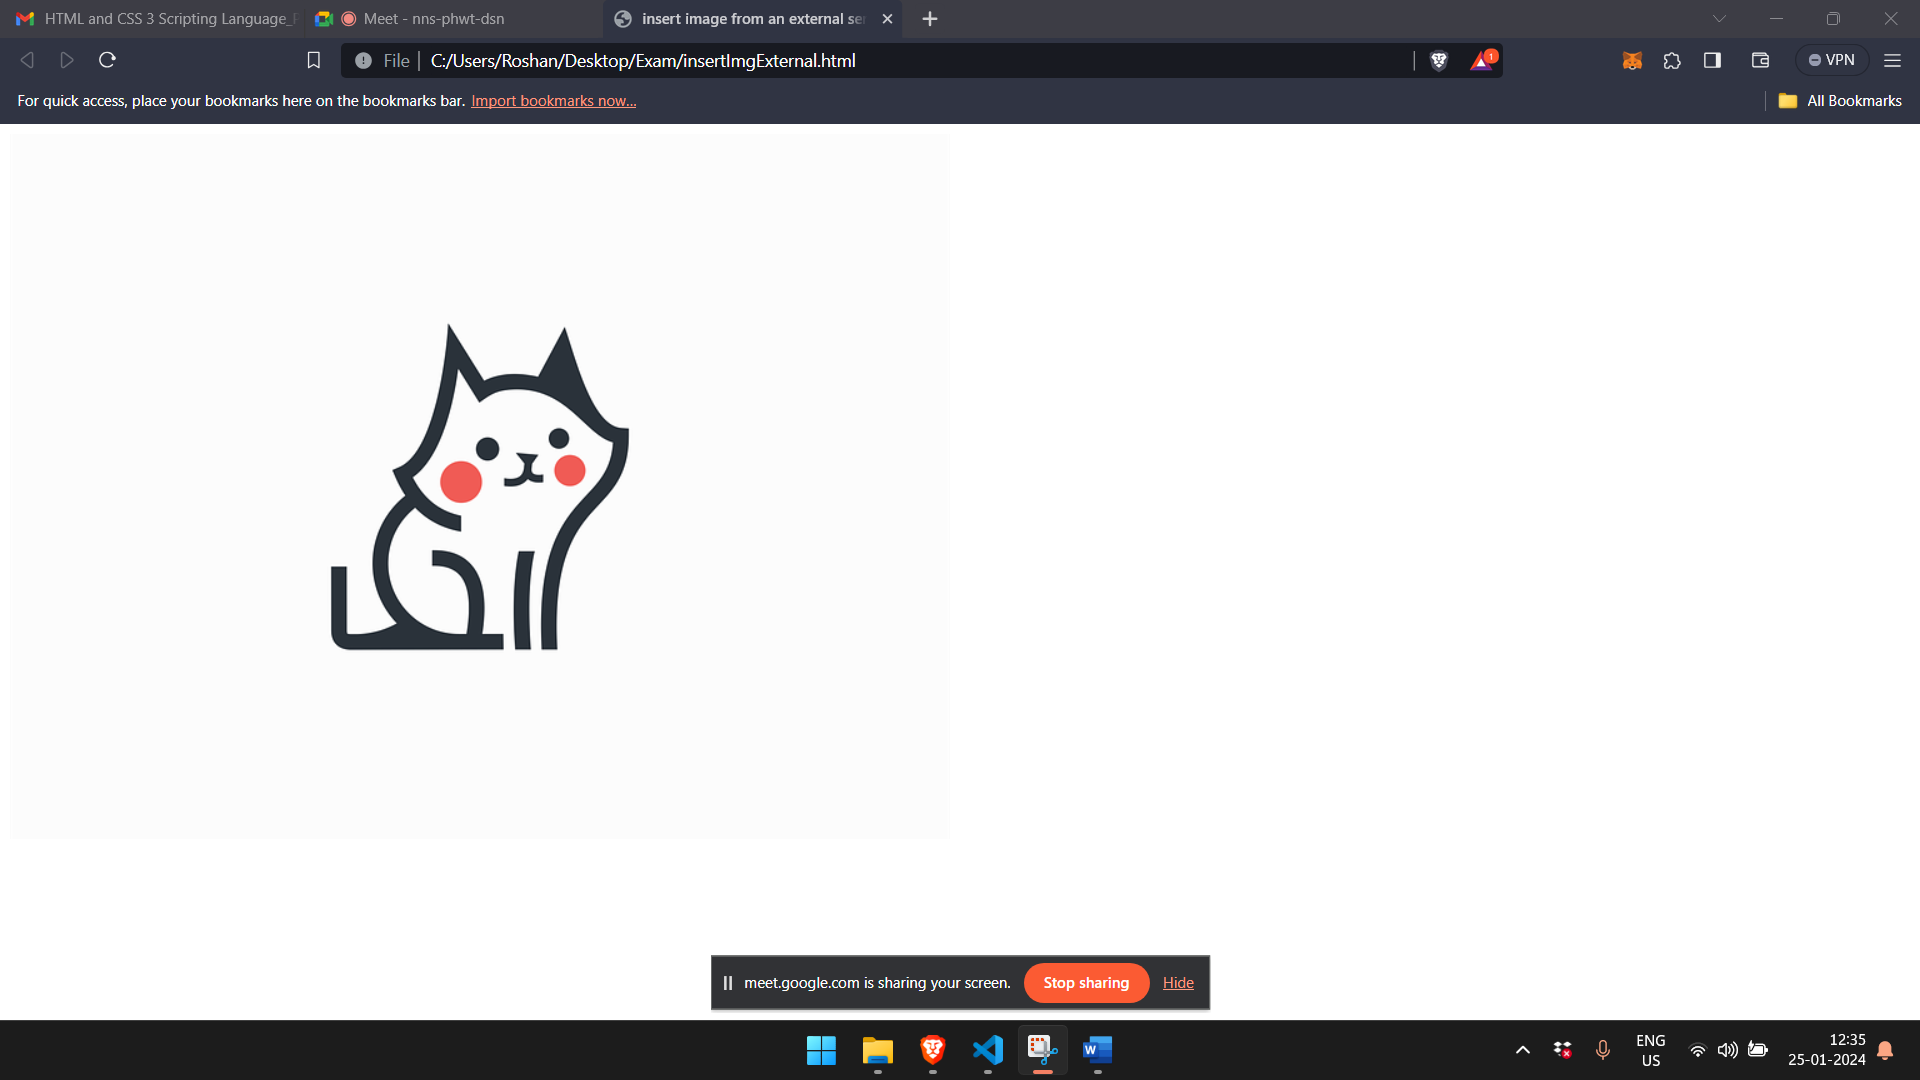 HTML and CSS 3 Scripting Language_
Meet - nns-phwt-dsn
insert image from an external se
File
C:/Users/Roshan/Desktop/Exam/insertImgExternal.html
1
VPN
For quick access, place your bookmarks here on the bookmarks bar. Import bookmarks now...
All Bookmarks
meet.google.com is sharing your screen.
Stop sharing
Hide
W
ENG
US
12:35
25-01-2024